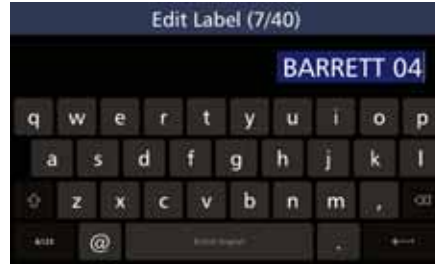 Edit Label (7/40)
BARRETT 04
q w e r t y u i o p
a s d f g h j k l
z x c v b n m ,
@ .